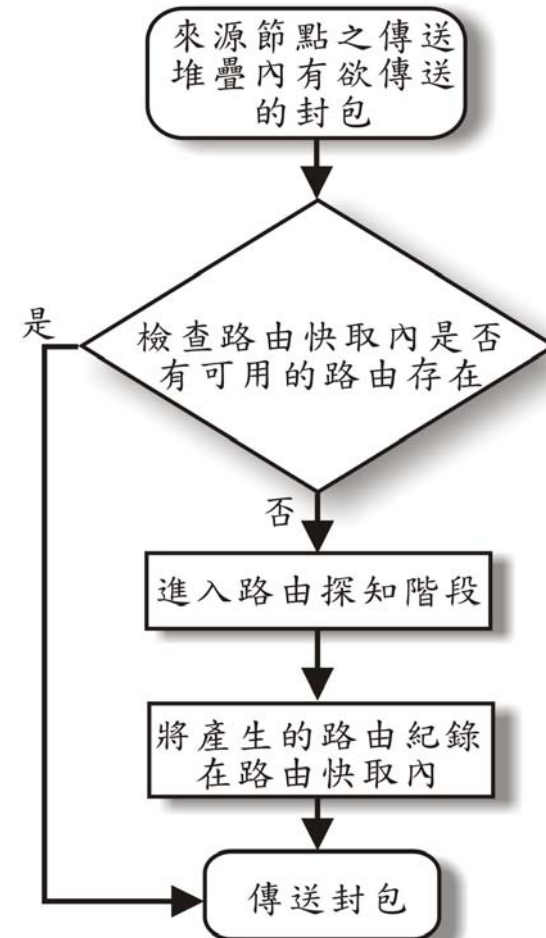 來源節點之傳送
堆疊內有欲傳送
的封包
是
檢查路由快取內是否
有可用的路由存在
否
進入路由探知階段
將產生的路由紀錄
在路由快取內
傳送封包